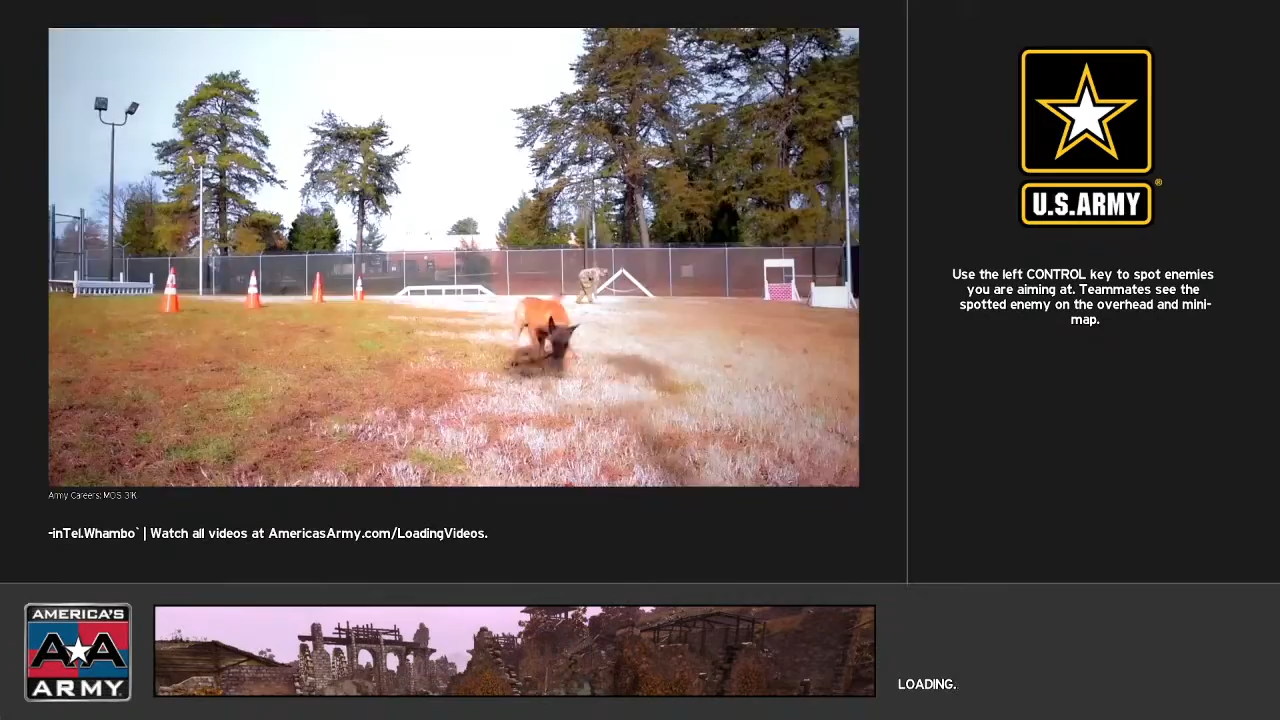 U.S.ARMY
®
Use the left CONTROL key to spot enemies
you are aiming at. Teammates see the
spotted enemy on the overhead and mini-
map.
Army Careers: MOS 31K
-inTel.Whambo` | Watch all videos at AmericasArmy.com/LoadingVideos.
AMERICA'S
AA
ARMY
LOADING.